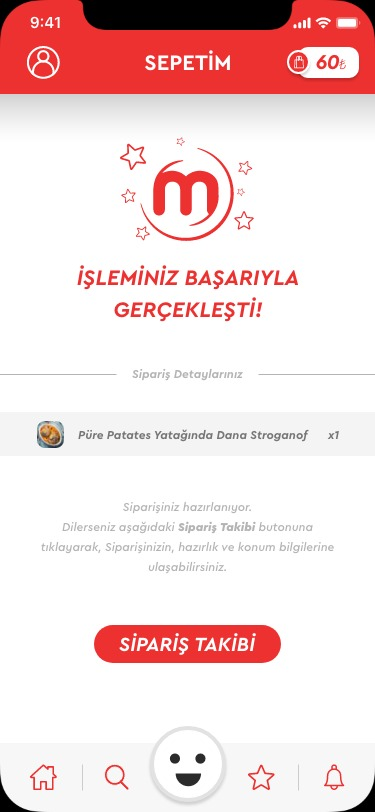 9:41
SEPETİM
60₺
m
İŞLEMİNİZ BAŞARIYLA
GERÇEKLEŞTİ!
Sipariş Detaylarınız
Püre Patates Yatağında Dana Stroganof x1
Siparişiniz hazırlanıyor.
Dilerseniz aşağıdaki Sipariş Takibi butonuna
tıklayarak, Siparişinizin, hazırlık ve konum bilgilerine
ulaşabilirsiniz.
SİPARİŞ TAKİBİ